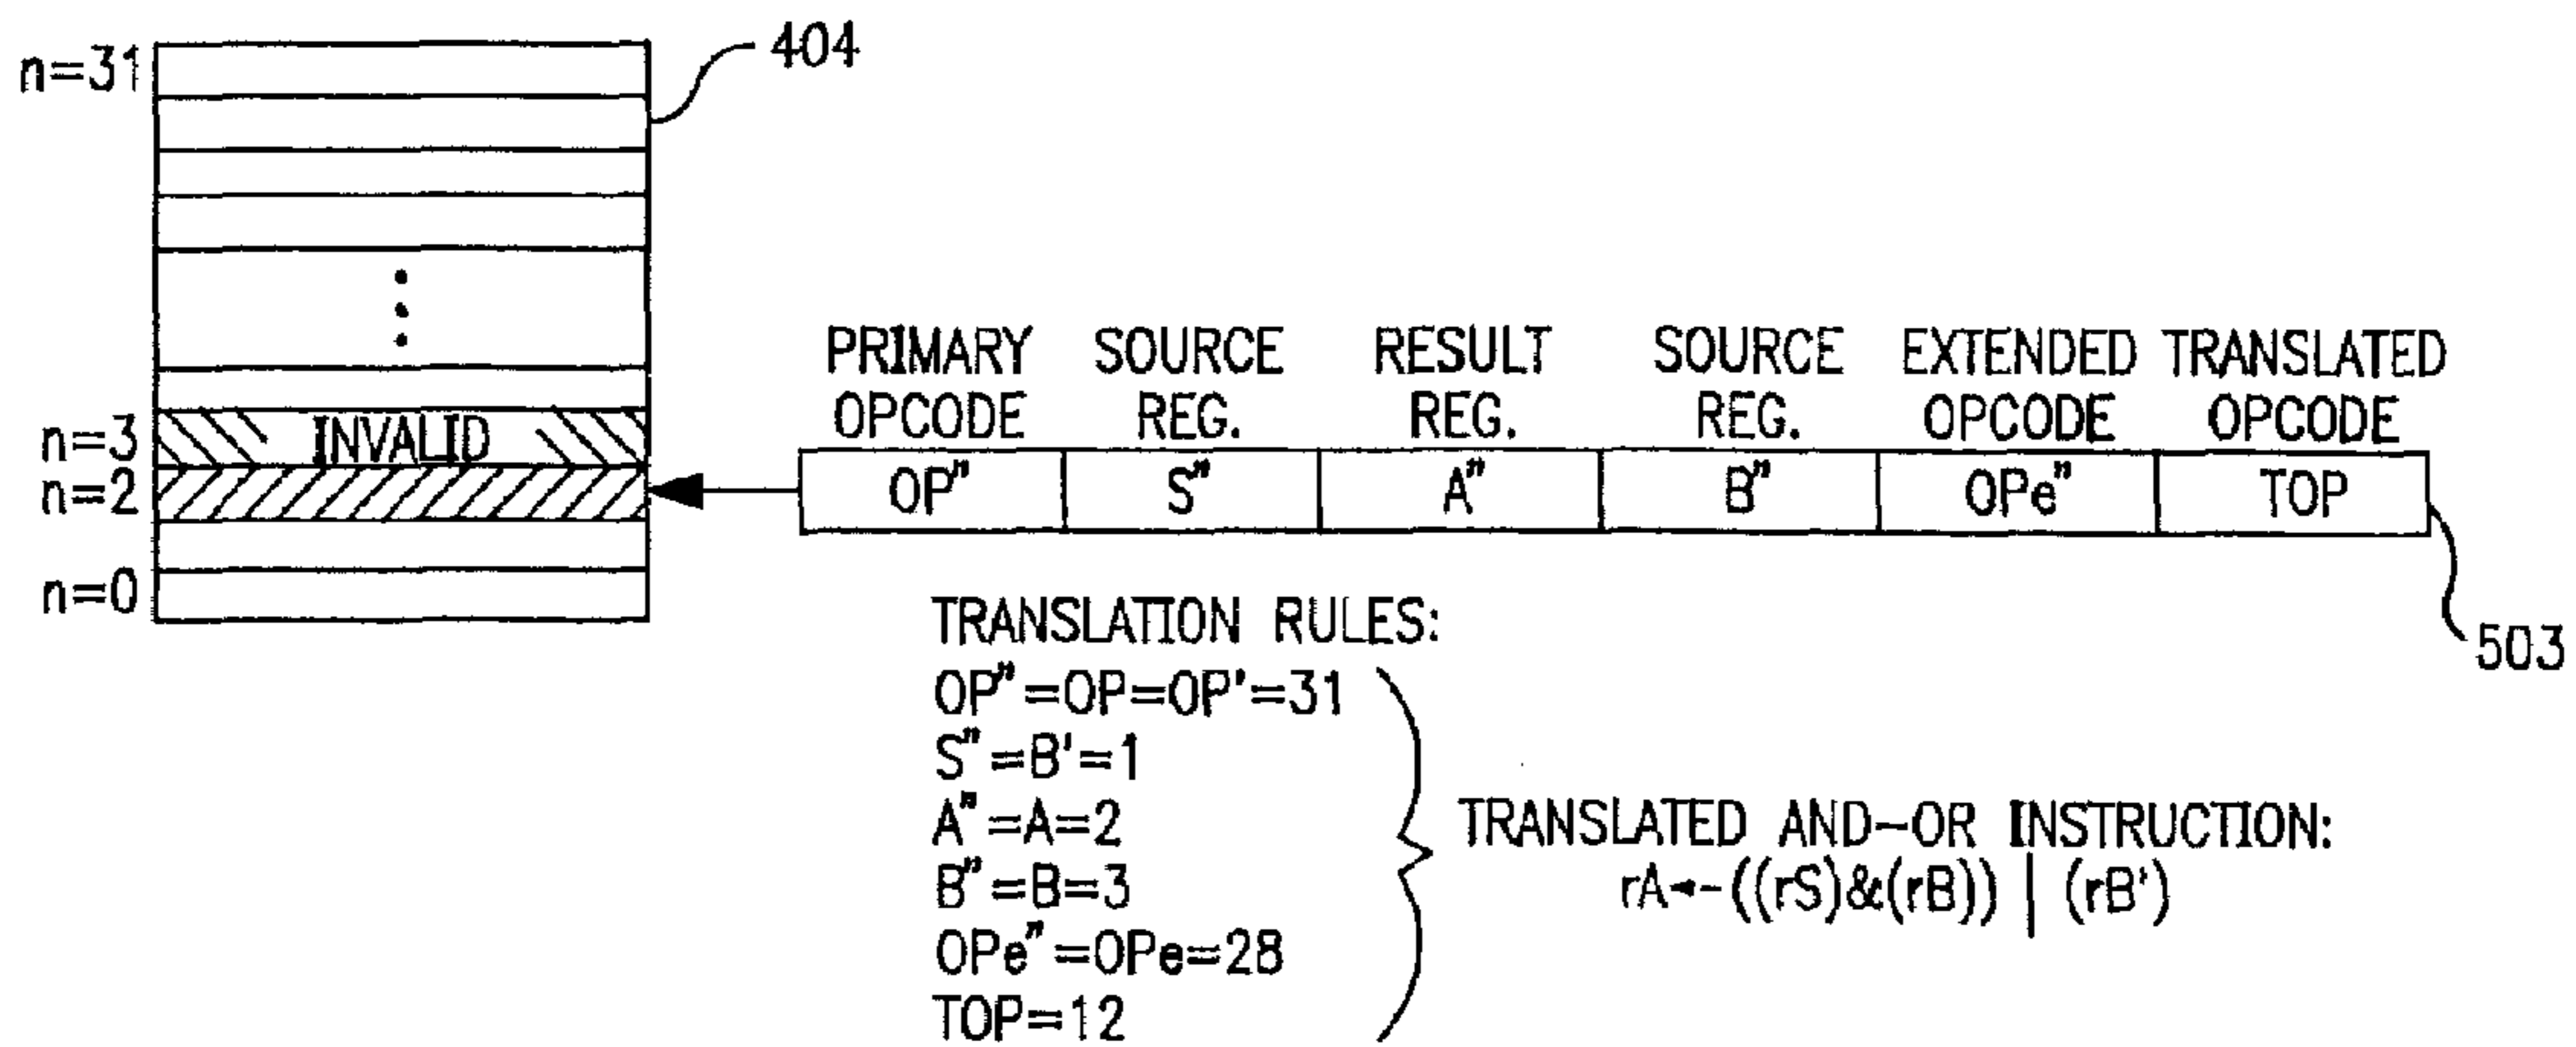 n=31
404
n=3
INVALID
n=2
n=0
PRIMARY OPCODE
SOURCE REG.
RESULT REG.
SOURCE REG.
EXTENDED OPCODE
TRANSLATED OPCODE
OP"
S"
A"
B"
OPe"
TOP
503
TRANSLATION RULES:
OP"=OP=OP'=31
S"=B'=1
A"=A=2
B"=B=3
OPe"=OPe=28
TOP=12
TRANSLATED AND-OR INSTRUCTION:
rA←((rS)&(rB)) | (rB')